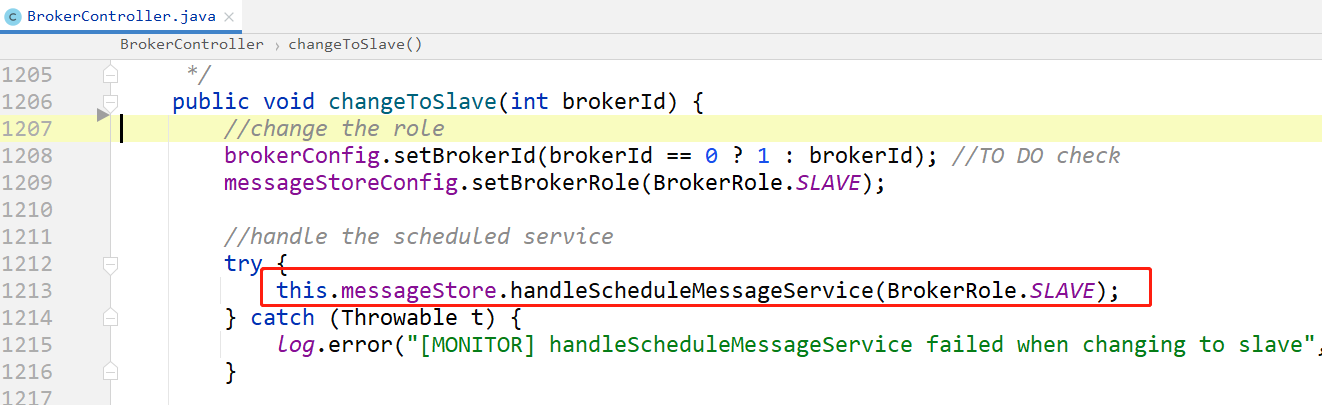 BrokerController.java
BrokerController › changeToSlave()
1205 */
1206 public void changeToSlave(int brokerId) {
1207 //change the role
1208 brokerConfig.setBrokerId(brokerId == 0 ? 1 : brokerId); //TO DO check
1209 messageStoreConfig.setBrokerRole(BrokerRole.SLAVE);
1210
1211 //handle the scheduled service
1212 try {
1213 this.messageStore.handleScheduleMessageService(BrokerRole.SLAVE);
1214 } catch (Throwable t) {
1215 log.error("[MONITOR] handleScheduleMessageService failed when changing to slave",
1216 }
1217